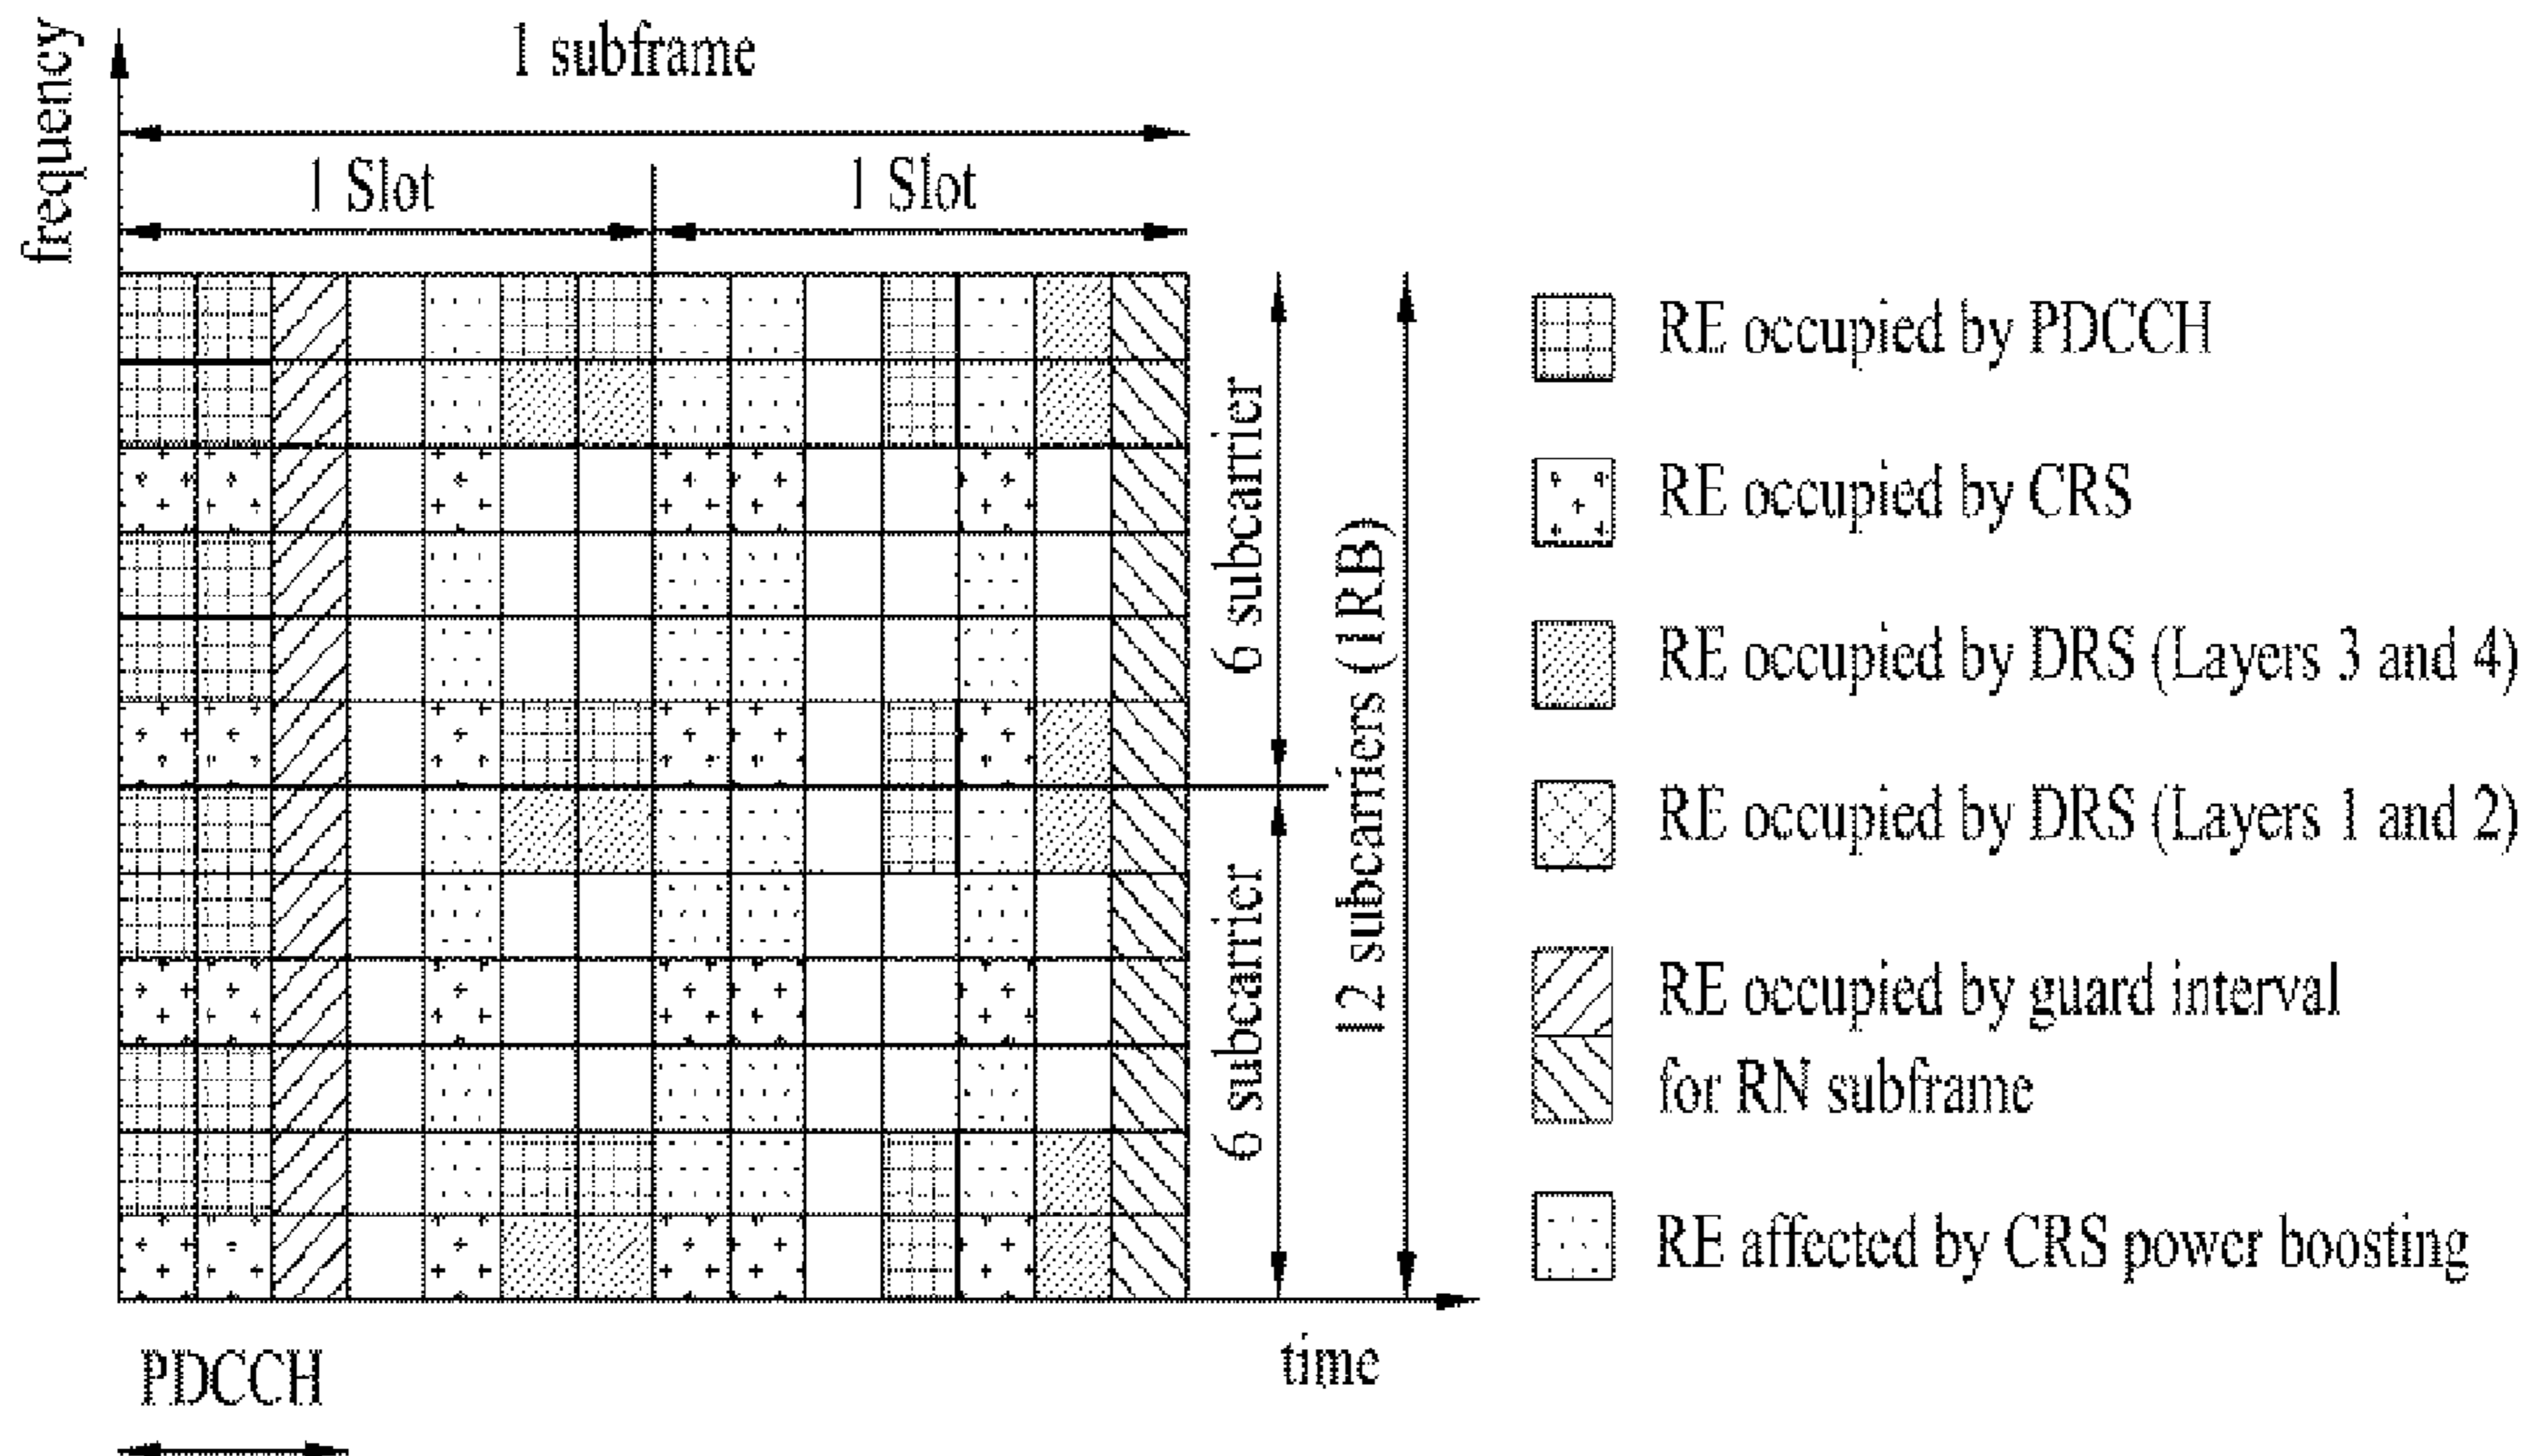 frequency
1 subframe
1 Slot
1 Slot
6 subcarrier
6 subcarrier
12 subcarriers (1RB)
time
PDCCH
RE occupied by PDCCH
RE occupied by CRS
RE occupied by DRS (Layers 3 and 4)
RE occupied by DRS (Layers 1 and 2)
RE occupied by guard interval
for RN subframe
RE affected by CRS power boosting